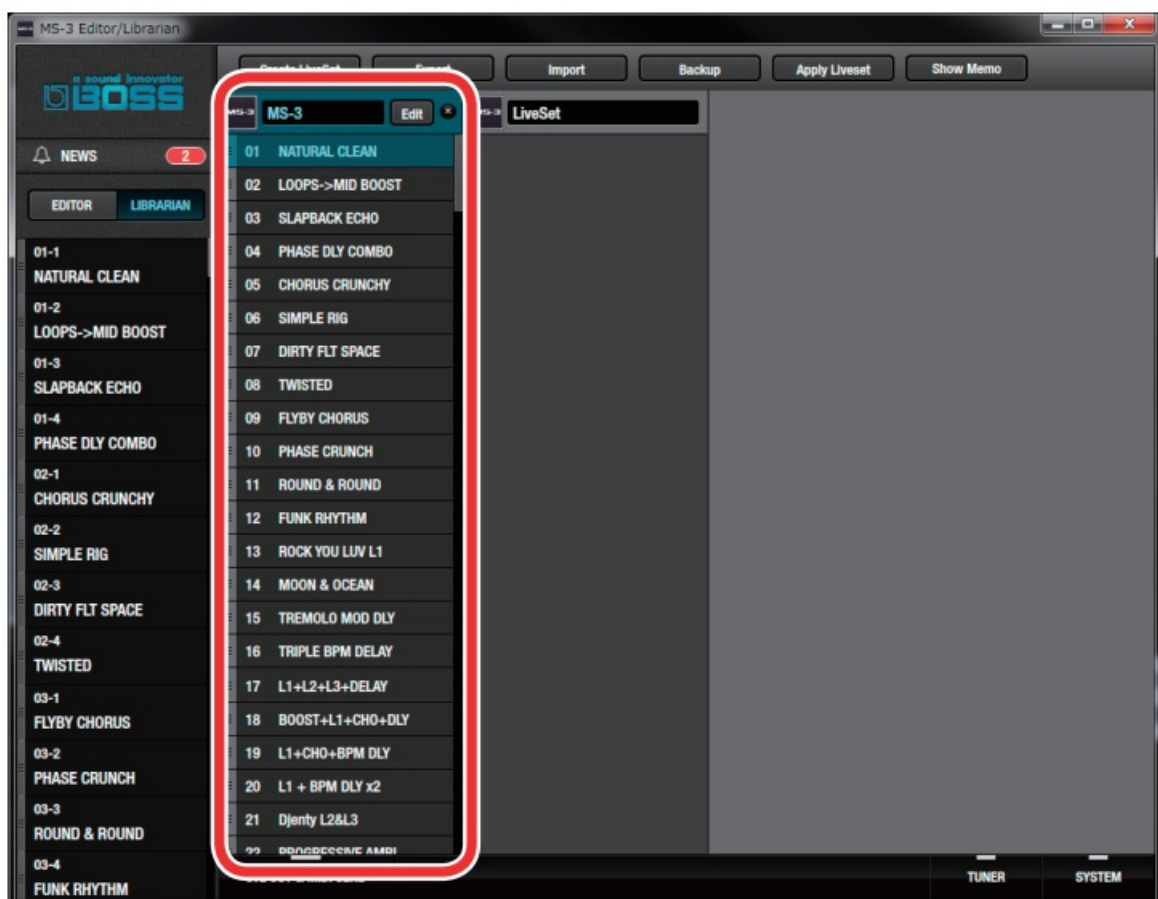 MS-3 Editor/Librarian
a sound innovator
BOSS
NEWS
2
EDITOR LIBRARIAN
01-1
NATURAL CLEAN
01-2
LOOPS->MID BOOST
01-3
SLAPBACK ECHO
01-4
PHASE DLY COMBO
02-1
CHORUS CRUNCHY
02-2
SIMPLE RIG
02-3
DIRTY FLT SPACE
02-4
TWISTED
03-1
FLYBY CHORUS
03-2
PHASE CRUNCH
03-3
ROUND & ROUND
03-4
FUNK RHYTHM
Import Backup Apply Liveset Show Memo
MS-3 Edit
LiveSet
01 NATURAL CLEAN
02 LOOPS->MID BOOST
03 SLAPBACK ECHO
04 PHASE DLY COMBO
05 CHORUS CRUNCHY
06 SIMPLE RIG
07 DIRTY FLT SPACE
08 TWISTED
09 FLYBY CHORUS
10 PHASE CRUNCH
11 ROUND & ROUND
12 FUNK RHYTHM
13 ROCK YOU LUV L1
14 MOON & OCEAN
15 TREMOLO MOD DLY
16 TRIPLE BPM DELAY
17 L1+L2+L3+DELAY
18 BOOST+L1+CHO+DLY
19 L1+CHO+BPM DLY
20 L1 + BPM DLY x2
21 Djenty L2&L3
22 PROGRESSIVE AMBI
TUNER SYSTEM